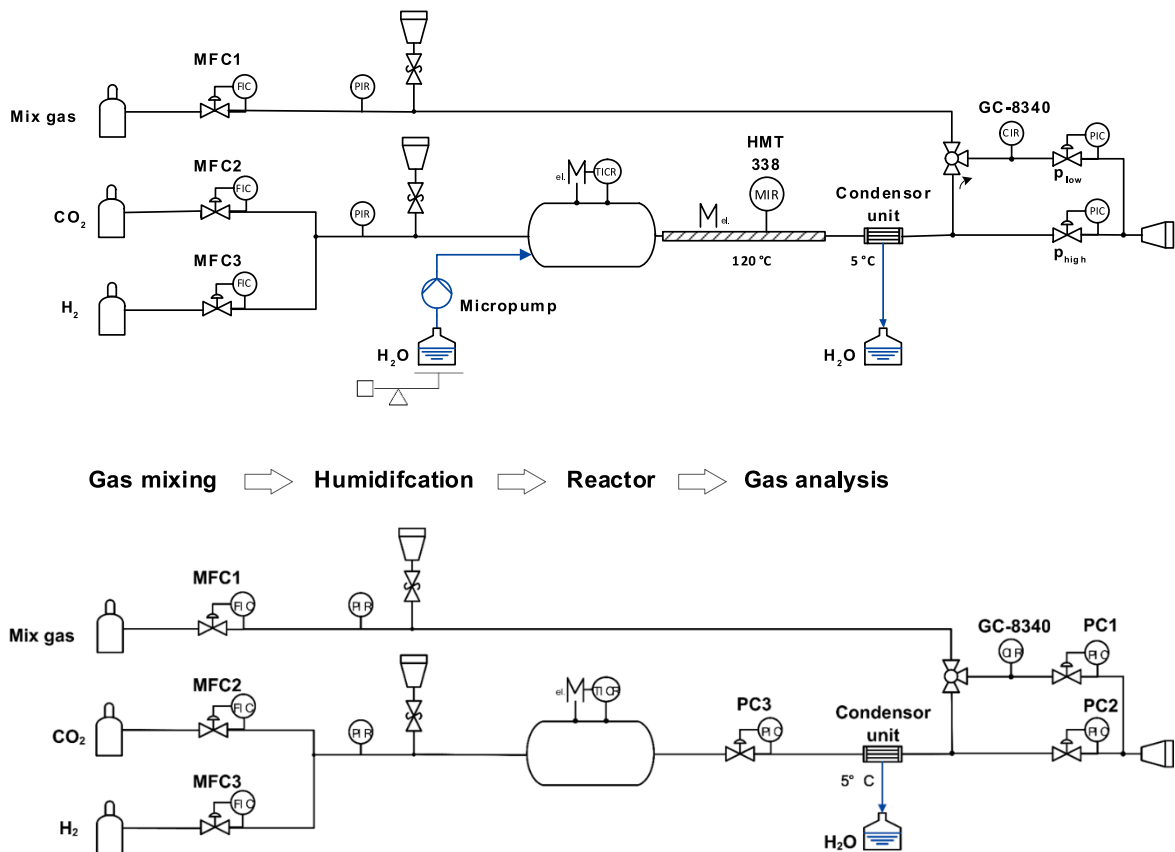 MFC1
FIC
PIR
Mix gas
GC-8340
CIR
PIC
p low
HMT
338
MIR
MFC2
FIC
el. M
TICR
CO2
PIR
M el.
Condensor
unit
PIC
p high
120°C
5°C
MFC3
FIC
H2
Micropump
H2O
H2O
Gas mixing
Humidifcation
Reactor
Gas analysis
MFC1
FIC
PIR
Mix gas
GC-8340
CIR
PC1
PIC
MFC2
FIC
el. M
TICR
CO2
PIR
PC3
PIC
Condensor
unit
PC2
PIC
5° C
MFC3
FIC
H2
H2O